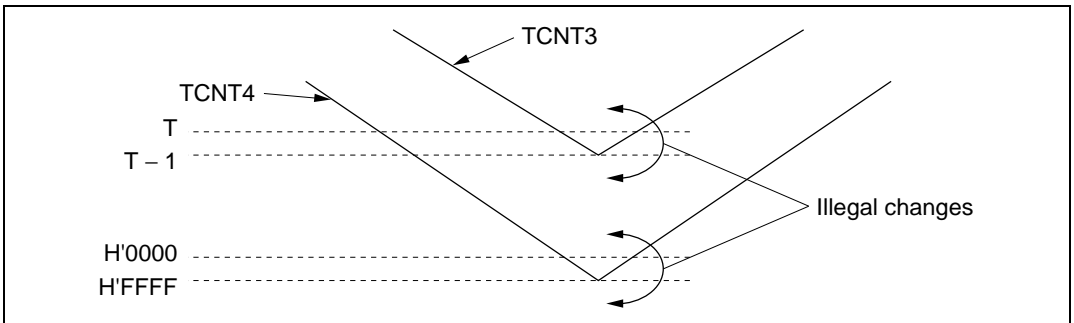 TCNT3
TCNT4
T
T – 1
Illegal changes
H'0000
H'FFFF